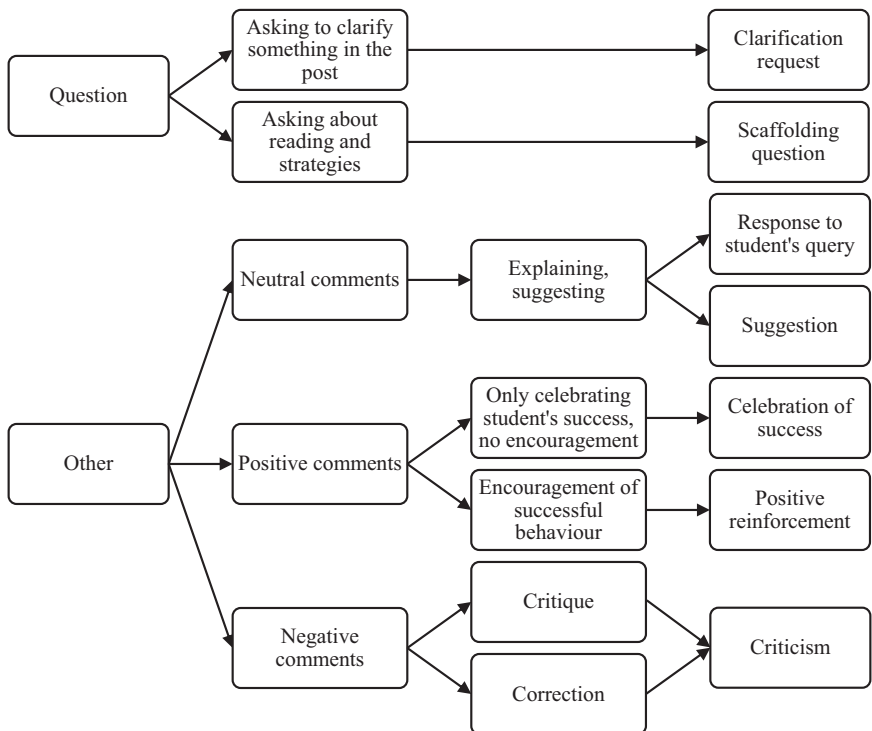 Asking to clarify
something in the
post
Clarification
request
Question
Asking about
reading and
strategies
Scaffolding
question
Neutral comments
Explaining,
suggesting
Response to
student's query
Suggestion
Other
Positive comments
Only celebrating
student's success,
no encouragement
Celebration of
success
Encouragement of
successful
behaviour
Positive
reinforcement
Negative
comments
Critique
Correction
Criticism